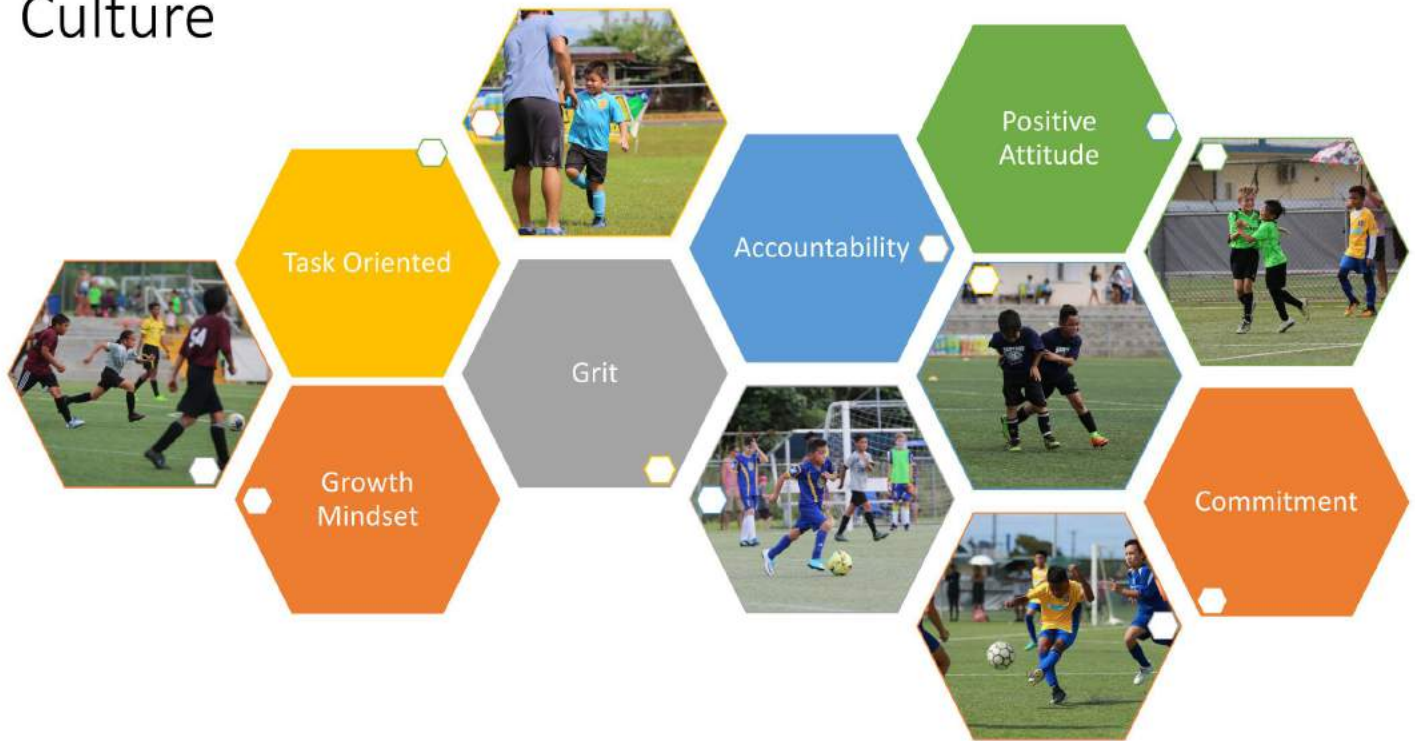 Culture
Positive
Attitude
Task Oriented
Accountability
Grit
Growth
Mindset
Commitment